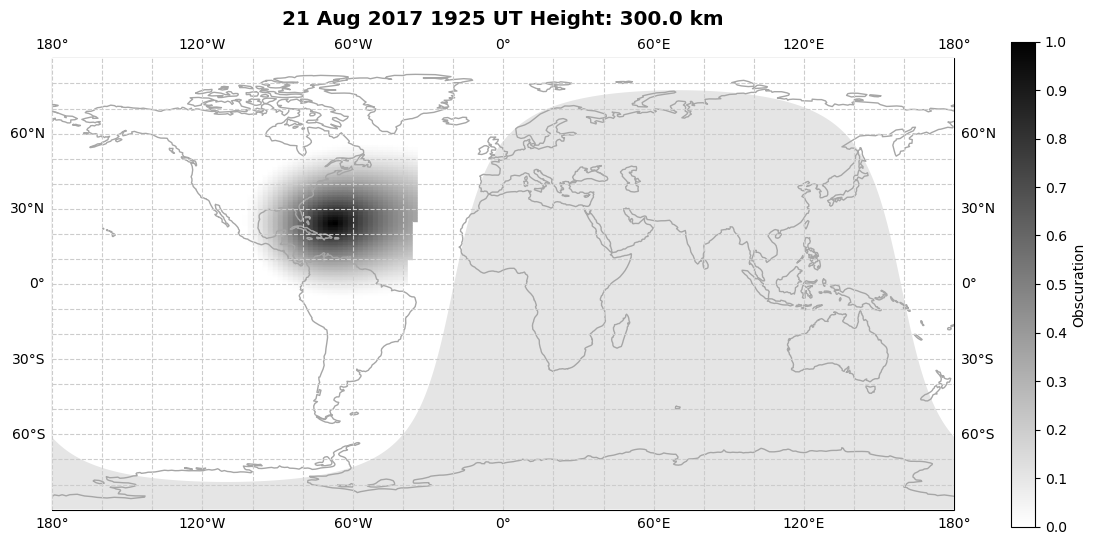 21 Aug 2017 1925 UT Height: 300.0 km
180° 120°W 60°W 0° 60°E 120°E 180°
60°N 60°N
30°N 30°N
0° 0°
30°S 30°S
60°S 60°S
180° 120°W 60°W 0° 60°E 120°E 180°
1.0
0.9
0.8
0.7
0.6
0.5
0.4
0.3
0.2
0.1
0.0
Obscuration